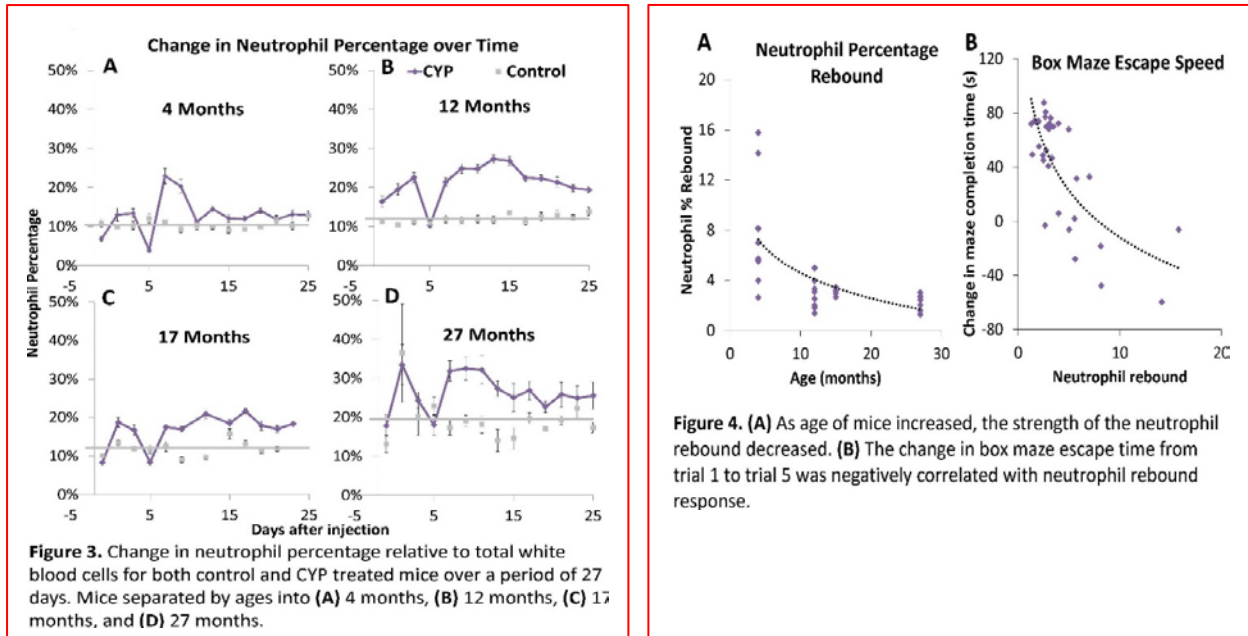 Change in Neutrophil Percentage over Time
Neutrophil Percentage
50%
40%
30%
20%
10%
0%
A
4 Months
-5
5
15
25
50%
40%
30%
20%
10%
0%
B
CYP
Control
12 Months
-5
5
15
25
50%
40%
30%
20%
10%
0%
C
17 Months
-5
5
15
25
50%
40%
30%
20%
10%
0%
D
27 Months
-5
5
15
25
Days after injection
Figure 3. Change in neutrophil percentage relative to total white
blood cells for both control and CYP treated mice over a period of 27
days. Mice separated by ages into (A) 4 months, (B) 12 months, (C) 17
months, and (D) 27 months.
A
Neutrophil Percentage
Rebound
Neutrophil % Rebound
20
16
12
8
4
0
0
10
20
30
Age (months)
B
Box Maze Escape Speed
Change in maze completion time (s)
120
80
40
0
-40
-80
0
10
20
Neutrophil rebound
Figure 4. (A) As age of mice increased, the strength of the neutrophil
rebound decreased. (B) The change in box maze escape time from
trial 1 to trial 5 was negatively correlated with neutrophil rebound
response.